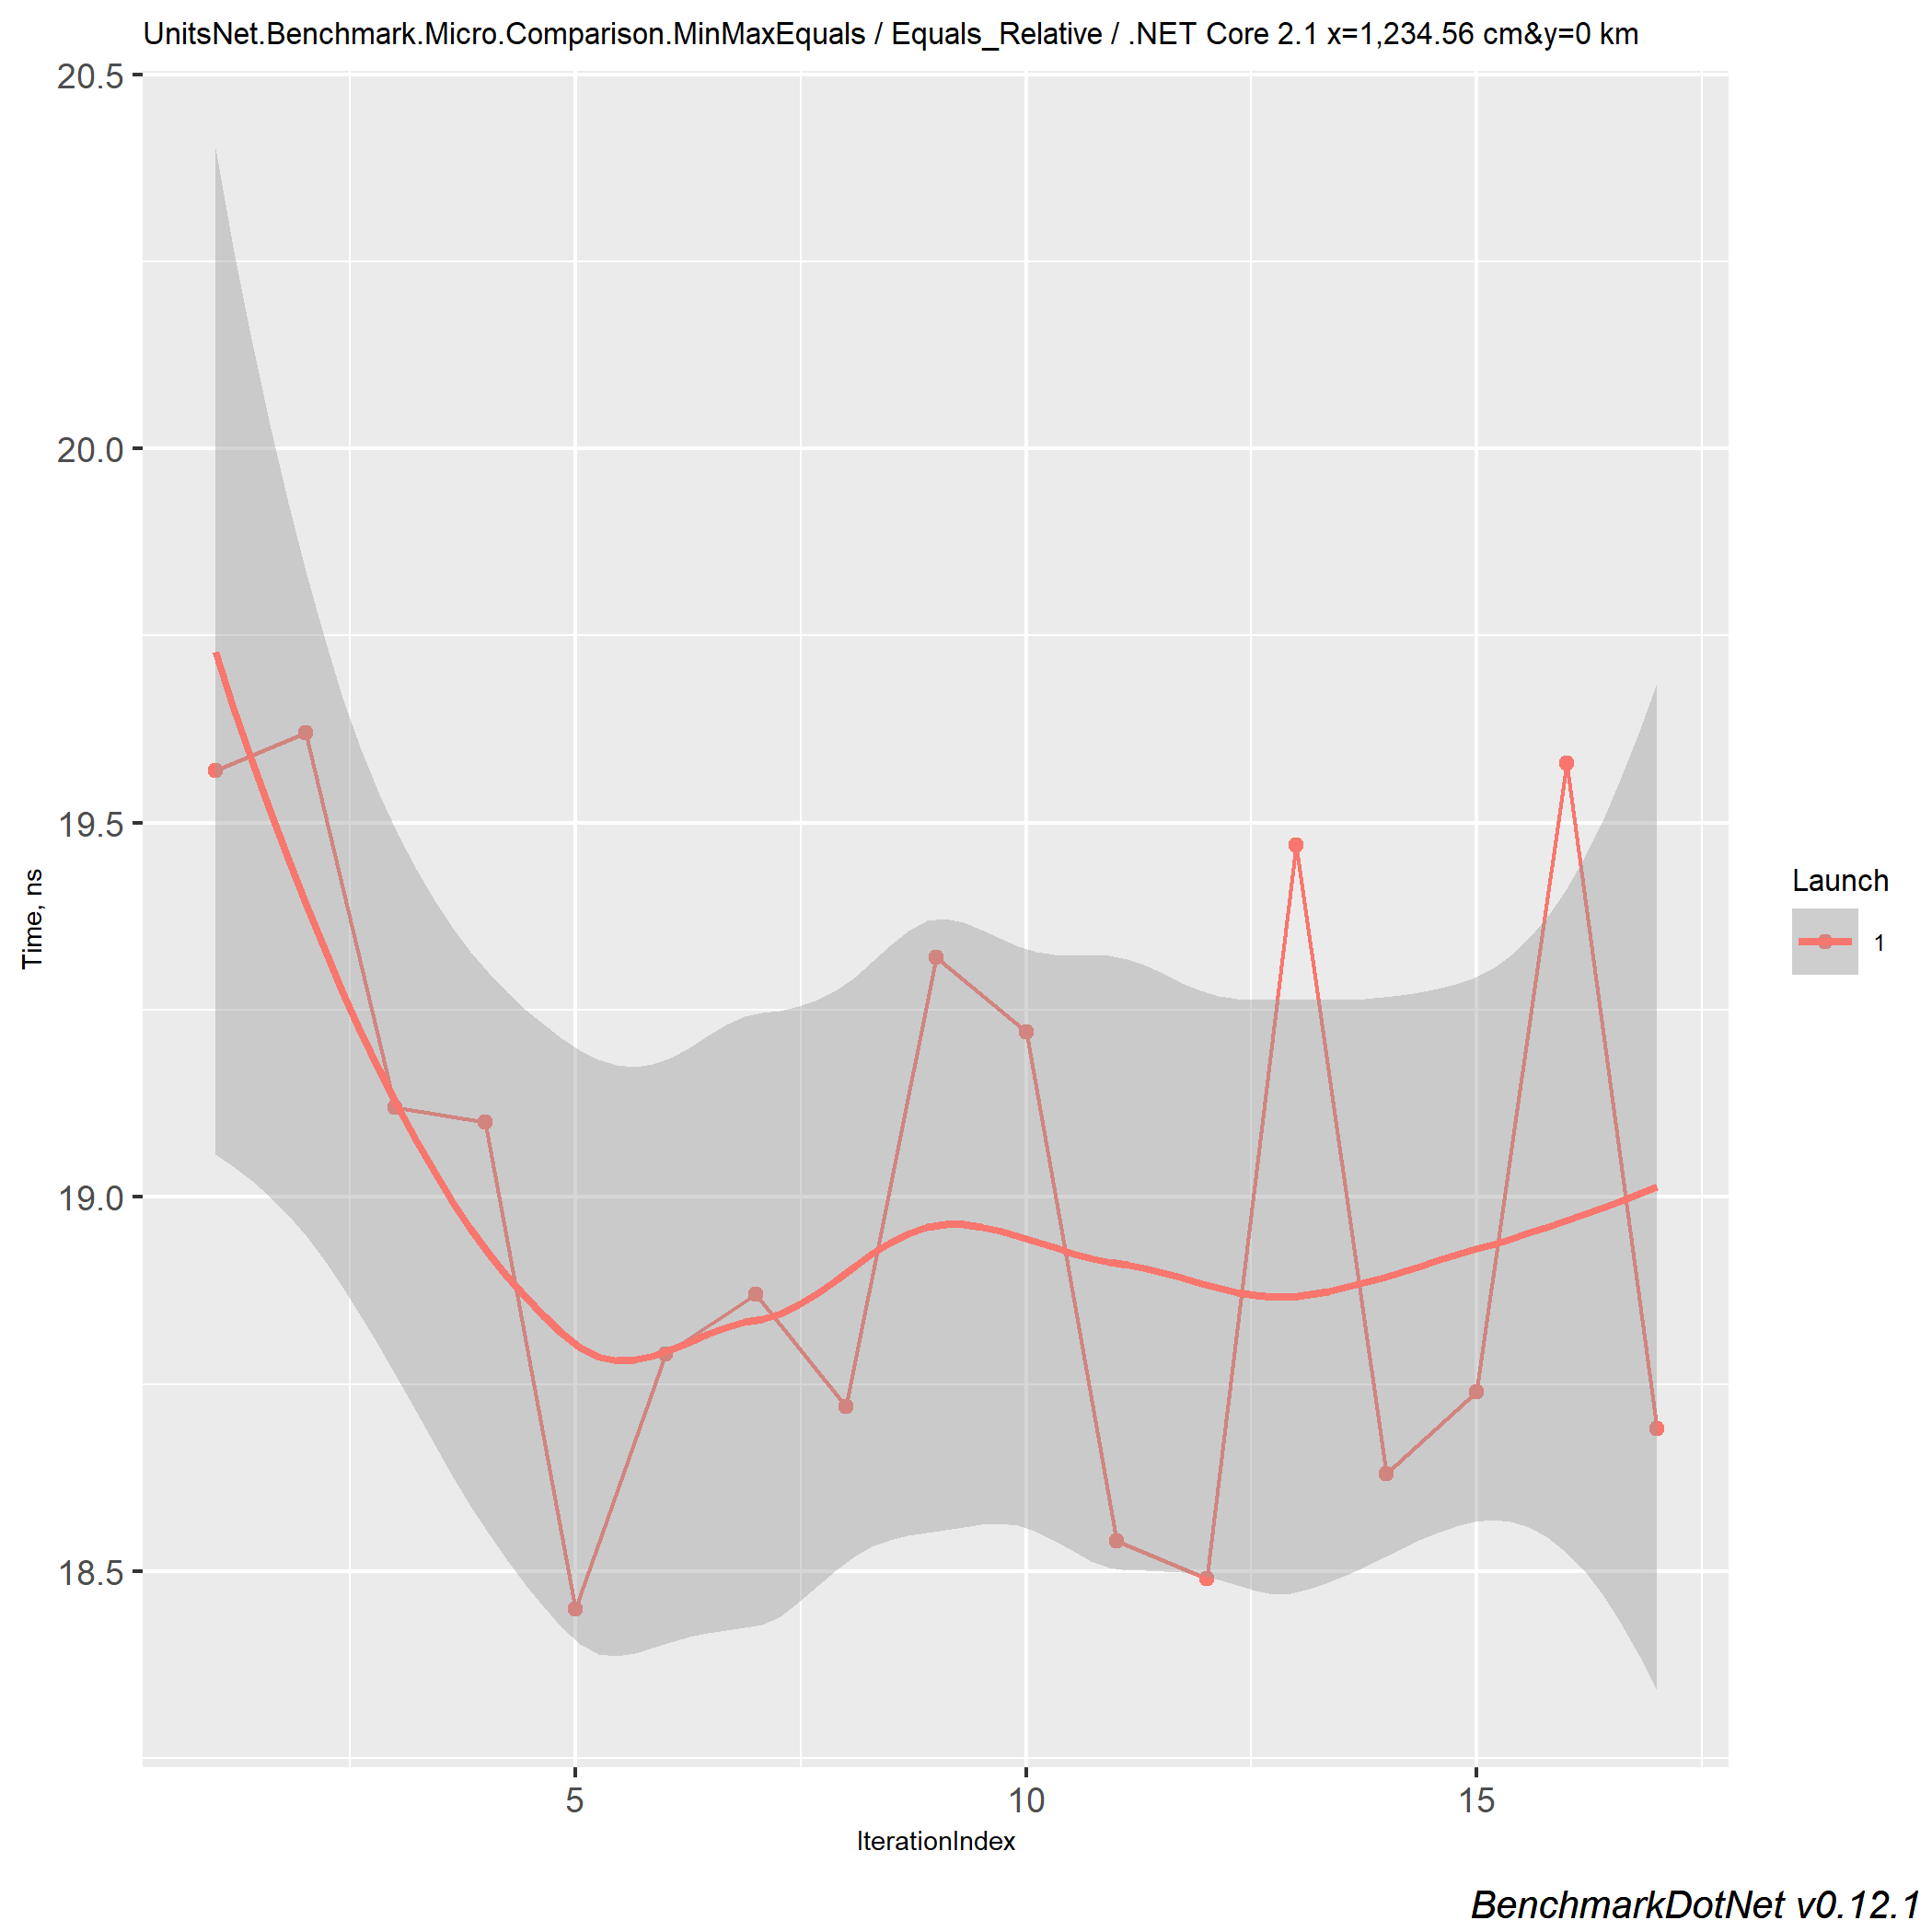 UnitsNet.Benchmark.Micro.Comparison.MinMaxEquals / Equals_Relative / .NET Core 2.1 x=1,234.56 cm&y=0 km
20.5
20.0
19.5
19.0
18.5
Time, ns
5 10 15
IterationIndex
Launch
1
BenchmarkDotNet v0.12.1